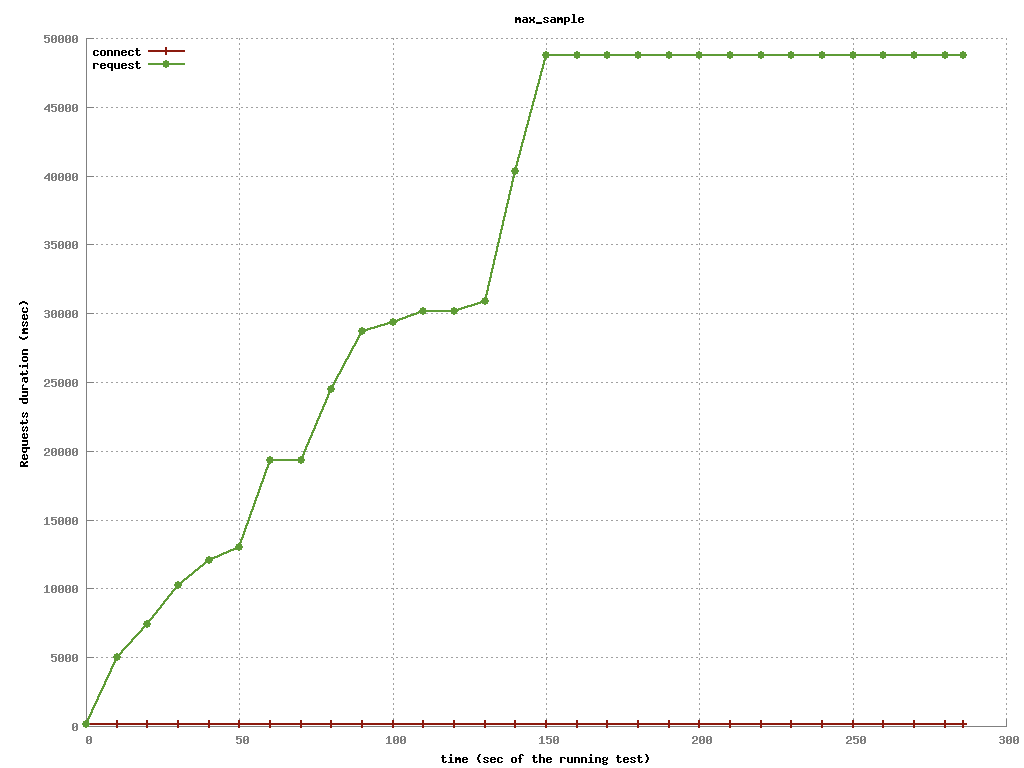 max_sample
50000
connect
request
45000
40000
35000
30000
25000
20000
15000
10000
5000
0
Requests duration (msec)
0 50 100 150 200 250 300
time (sec of the running test)